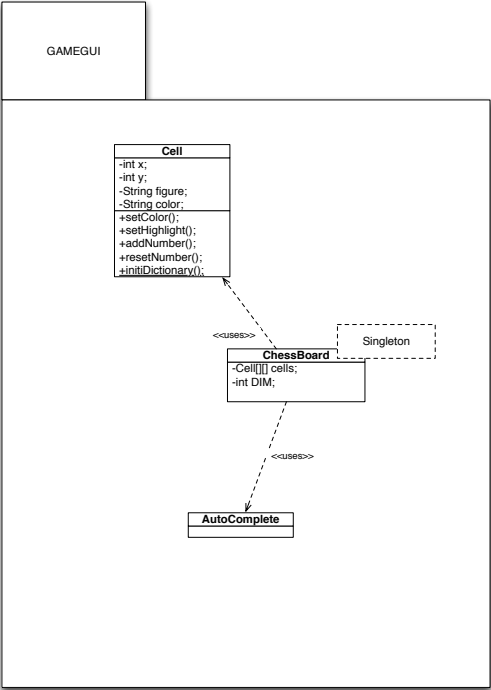 GAMEGUI
Cell
-int x;
-int y;
-String figure;
-String color;
+setColor();
+setHighlight();
+addNumber();
+resetNumber();
+initiDictionary();
<<uses>>
Singleton
ChessBoard
-Cell[][] cells;
-int DIM;
<<uses>>
AutoComplete